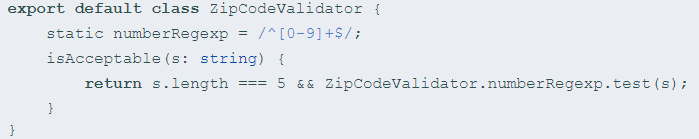 export default class ZipCodeValidator {
    static numberRegexp = /^[0-9]+$/;
    isAcceptable(s: string) {
        return s.length === 5 && ZipCodeValidator.numberRegexp.test(s);
    }
}